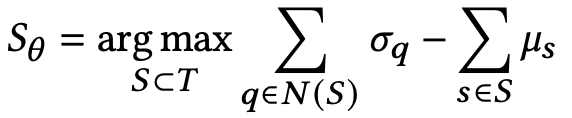 S_θ = arg max_{S⊂T} ∑_{q∈N(S)} σ_q − ∑_{s∈S} μ_s